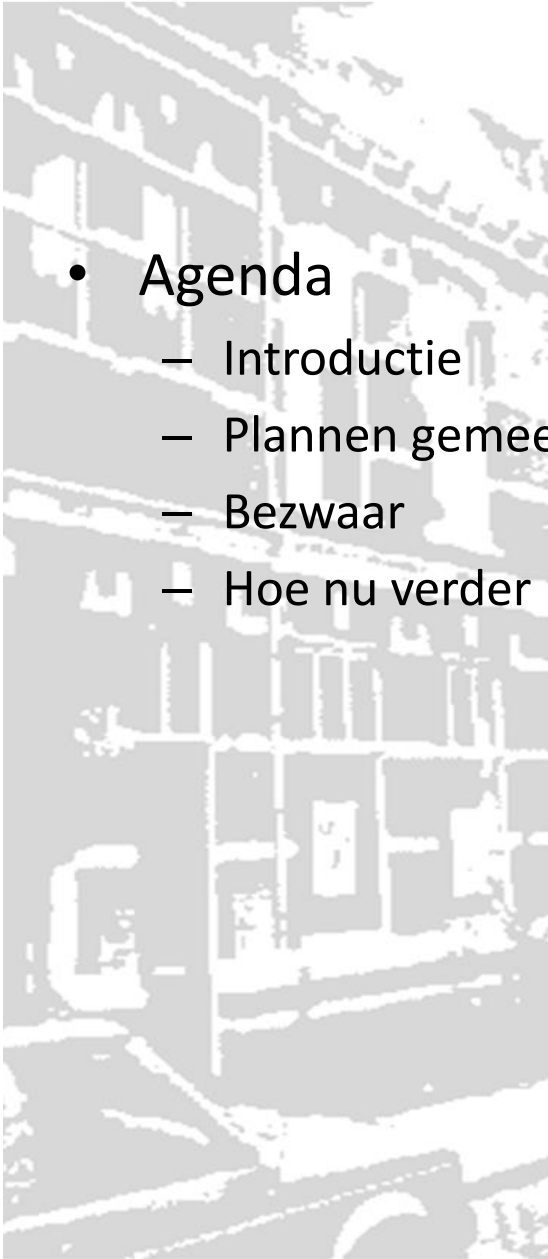 • Agenda
– Introductie
– Plannen gemee
– Bezwaar
– Hoe nu verder